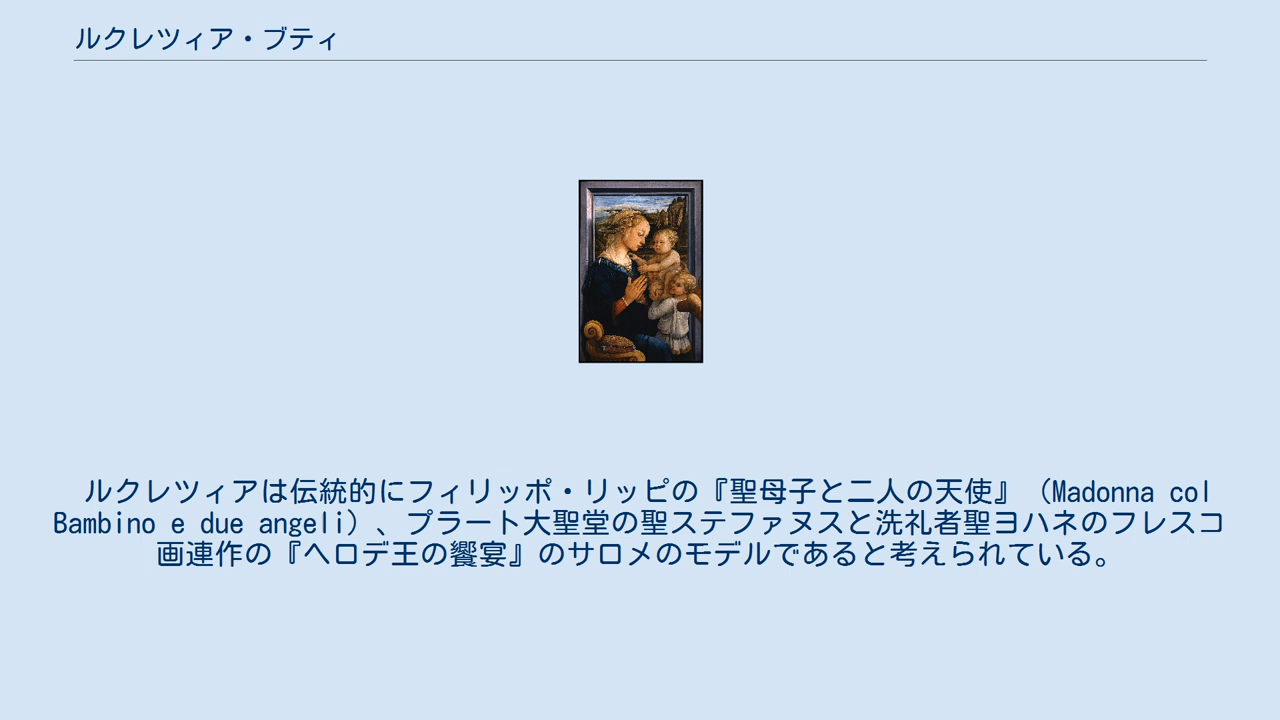 ルクレツィア・ブティ
ルクレツィアは伝統的にフィリッポ・リッピの『聖母子と二人の天使』（Madonna col
Bambino e due angeli）、プラート大聖堂の聖ステファヌスと洗礼者聖ヨハネのフレスコ
画連作の『ヘロデ王の饗宴』のサロメのモデルであると考えられている。